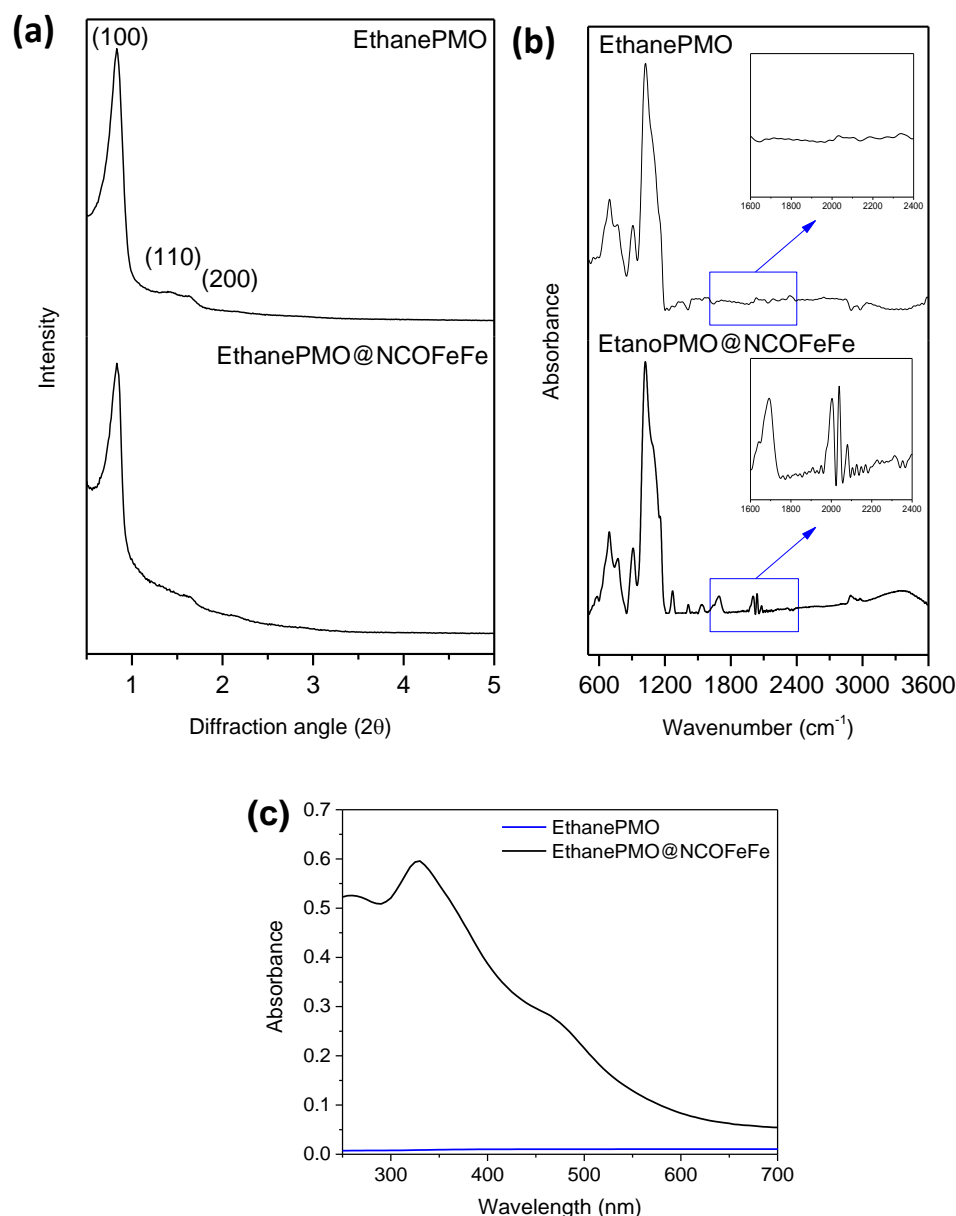 (a)
(100)
EthanePMO
(110)
(200)
EthanePMO@NCOFeFe
Intensity
1 2 3 4 5
Diffraction angle (2θ)
(b)
EthanePMO
1600 1800 2000 2200 2400
EtanoPMO@NCOFeFe
1600 1800 2000 2200 2400
Absorbance
600 1200 1800 2400 3000 3600
Wavenumber (cm⁻¹)
(c)
0.7
EthanePMO
EthanePMO@NCOFeFe
0.6
0.5
0.4
0.3
0.2
0.1
0.0
Absorbance
300 400 500 600 700
Wavelength (nm)